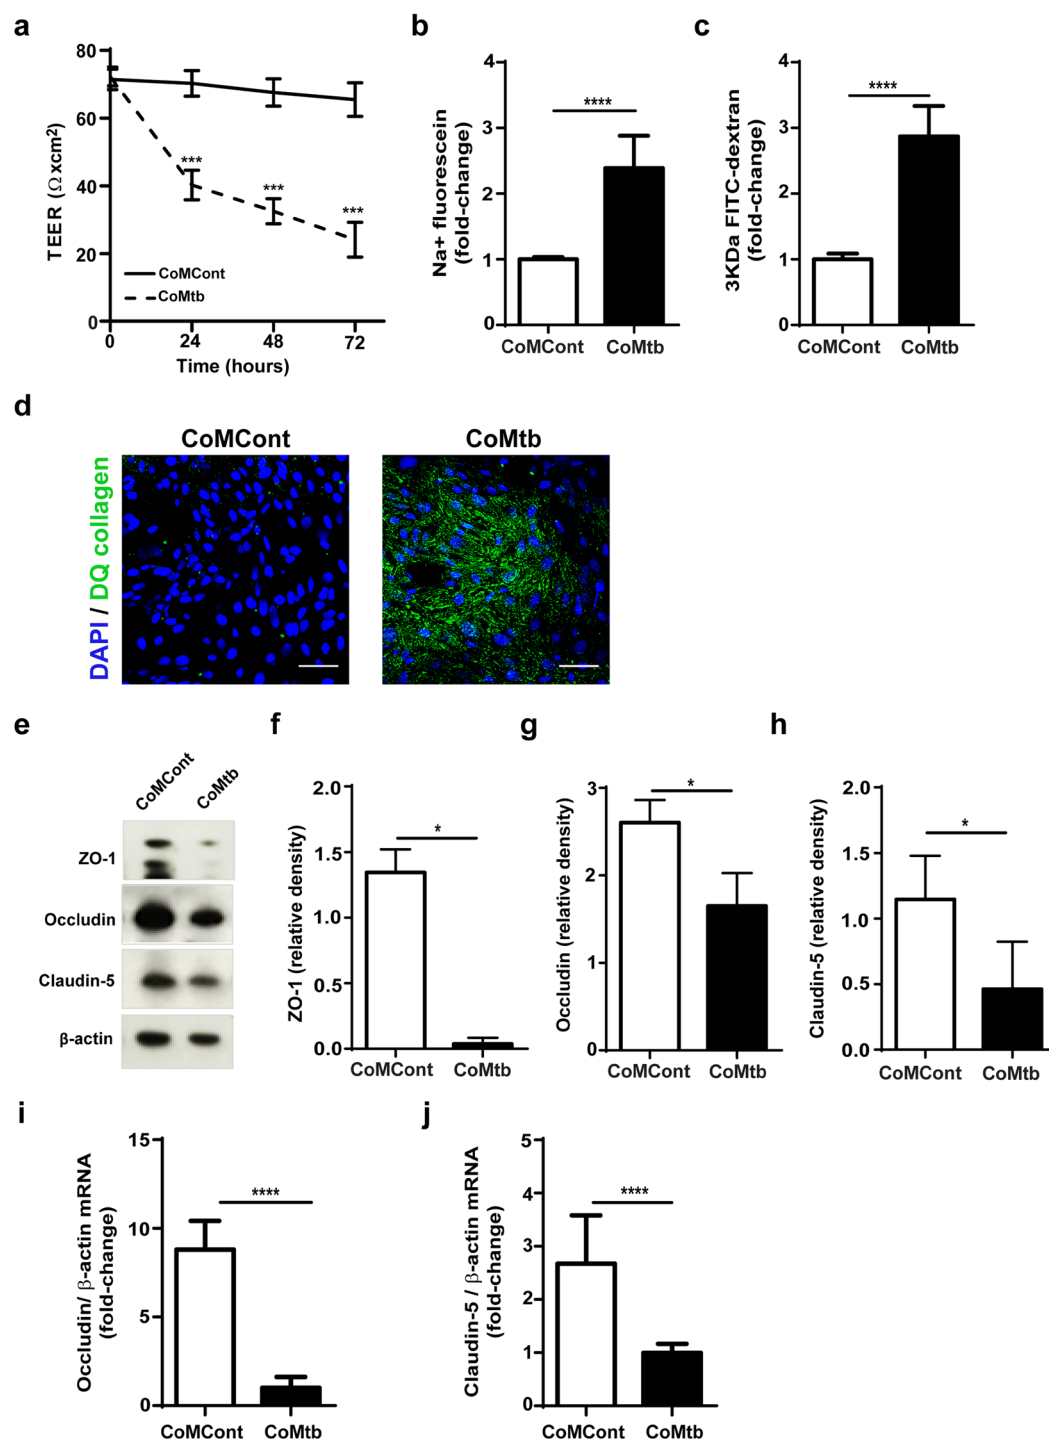 a
80
60
40
20
0
TEER (Ωxcm2)
***
***
***
CoMCont
CoMtb
0 24 48 72
Time (hours)
b
4
3
2
1
0
Na+ fluorescein
(fold-change)
****
CoMCont CoMtb
c
4
3
2
1
0
3KDa FITC-dextran
(fold-change)
****
CoMCont CoMtb
d
CoMCont CoMtb
DAPI / DQ collagen
e
CoMCont CoMtb
ZO-1
Occludin
Claudin-5
β-actin
f
2.0
1.5
1.0
0.5
0.0
ZO-1 (relative density)
*
CoMCont CoMtb
g
3
2
1
0
Occludin (relative density)
*
CoMCont CoMtb
h
2.0
1.5
1.0
0.5
0.0
Claudin-5 (relative density)
*
CoMCont CoMtb
i
15
10
5
0
Occludin/ β-actin mRNA
(fold-change)
****
CoMCont CoMtb
j
5
4
3
2
1
0
Claudin-5 / β-actin mRNA
(fold-change)
****
CoMCont CoMtb